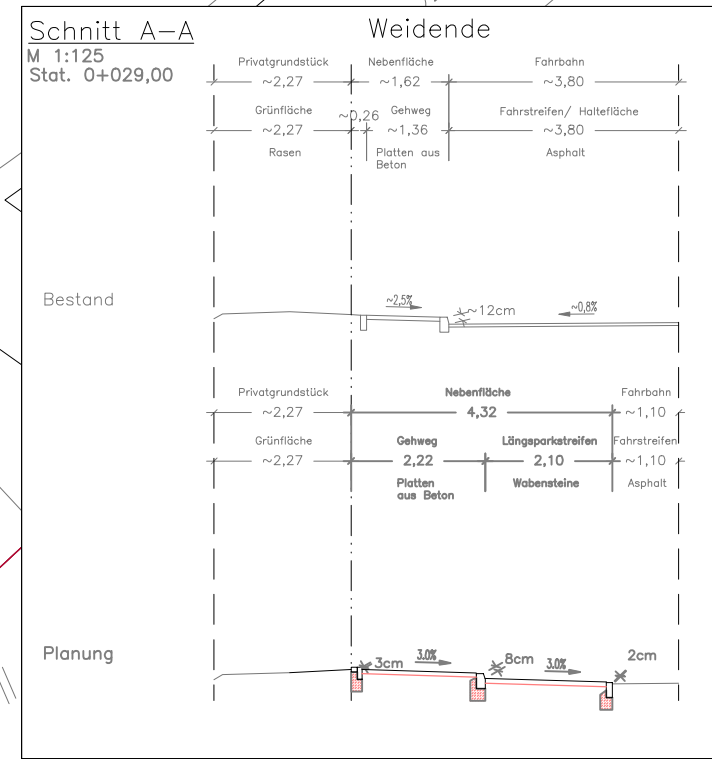 Schnitt A–A
Weidende
M 1:125
Stat. 0+029,00
Privatgrundstück Nebenfläche Fahrbahn
~2,27 ~1,62 ~3,80
Grünfläche ~0,26 Gehweg Fahrstreifen/ Haltefläche
~2,27 ~1,36 ~3,80
Rasen Platten aus Beton Asphalt
Bestand
~2,5% ~12cm ~0,8%
Privatgrundstück Nebenfläche Fahrbahn
~2,27 4,32 ~1,10
Grünfläche Gehweg Längsparkstreifen Fahrstreifen
~2,27 2,22 2,10 ~1,10
Platten aus Beton Wabensteine Asphalt
Planung
3cm 3.0% 8cm 3.0% 2cm